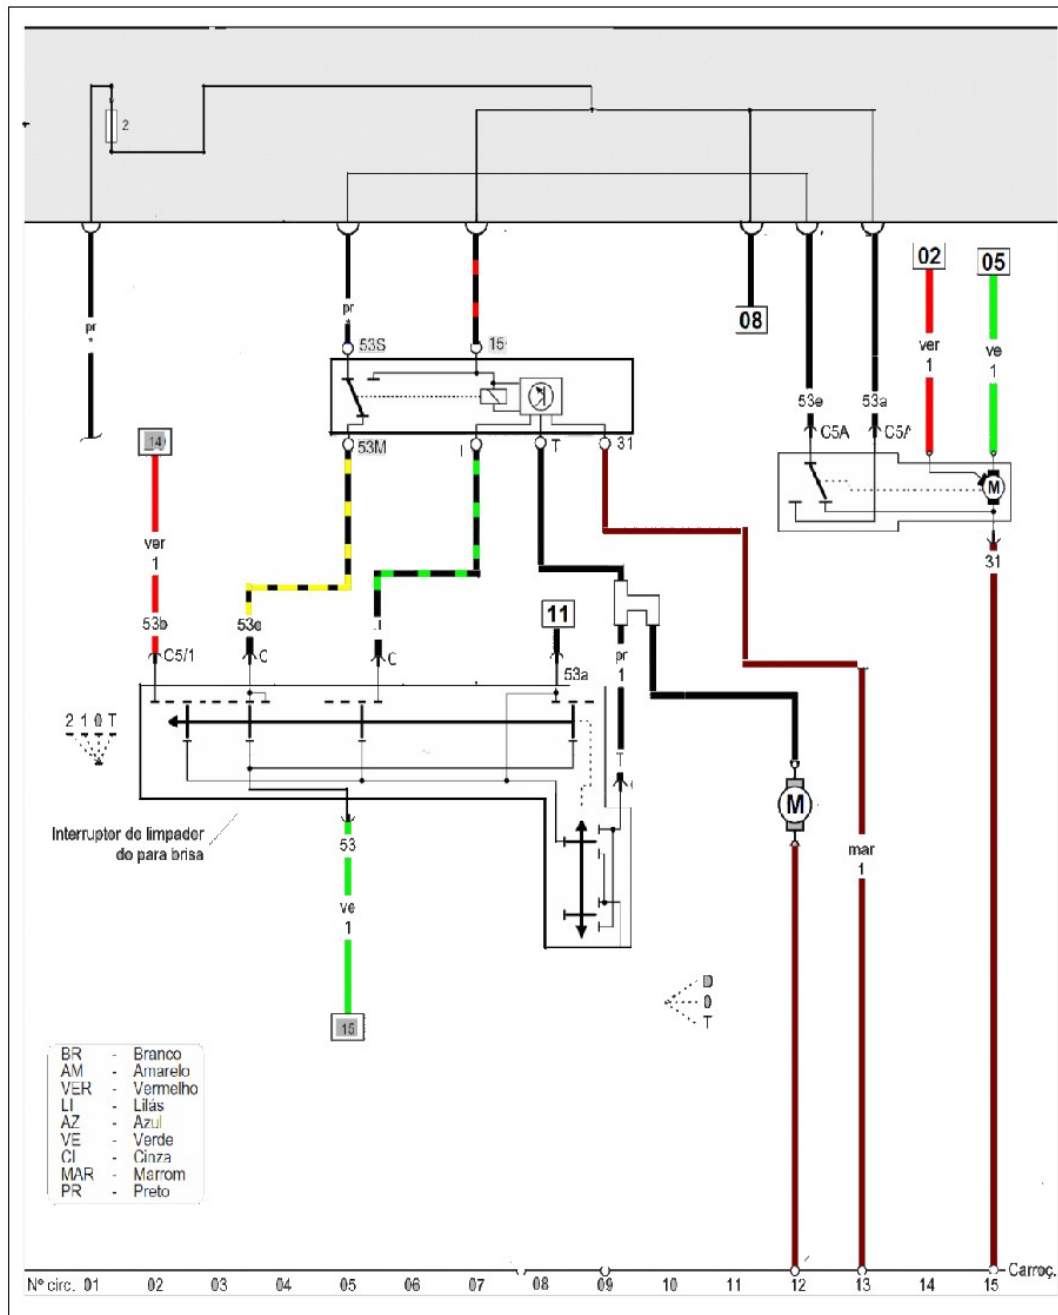 2
02
05
08
pr
pr
1
ver
1
ve
1
53S
15
53e
53a
C5A
C5A
14
53M
I
T
31
M
ver
1
31
53b
53e
11
C5/1
C
C
53a
pr
1
2 1 0 T
T
M
Interruptor do limpador
do para brisa
53
mar
1
ve
1
D
0
T
15
BR - Branco
AM - Amarelo
VER - Vermelho
LI - Lilás
AZ - Azul
VE - Verde
CI - Cinza
MAR - Marrom
PR - Preto
Carroç.
Nº circ. 01 02 03 04 05 06 07 08 09 10 11 12 13 14 15